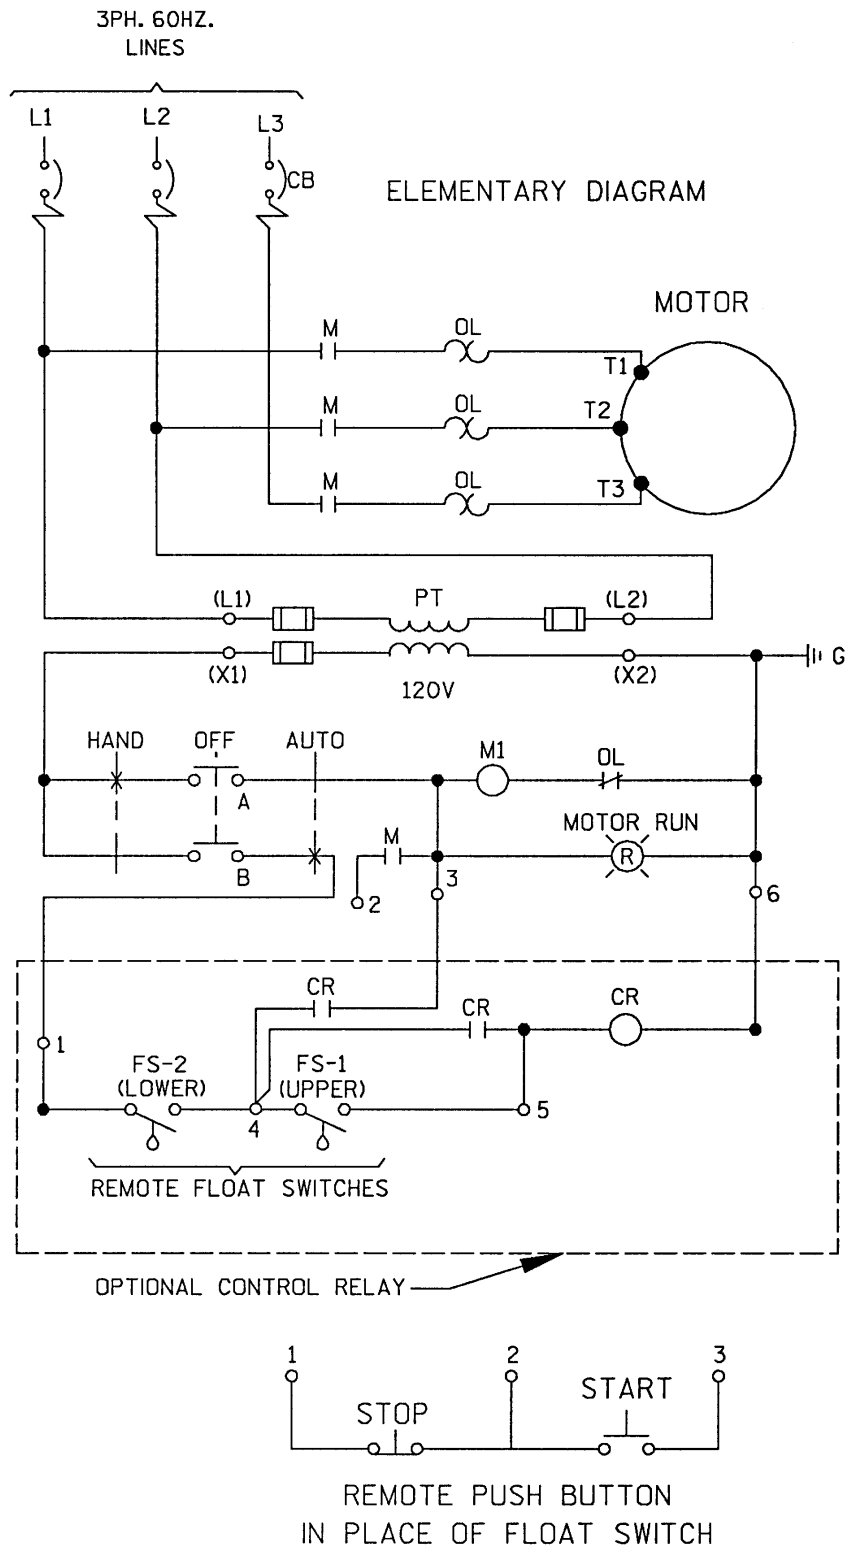 3PH. 60HZ.
LINES
L1
L2
L3
CB
ELEMENTARY DIAGRAM
MOTOR
M
OL
T1
M
OL
T2
M
OL
T3
(L1)
PT
(L2)
(X1)
120V
(X2)
G
HAND
OFF
AUTO
M1
OL
A
MOTOR RUN
M
R
B
3
2
6
CR
CR
CR
1
FS-2
(LOWER)
FS-1
(UPPER)
4
5
REMOTE FLOAT SWITCHES
OPTIONAL CONTROL RELAY
1
2
3
STOP
START
REMOTE PUSH BUTTON
IN PLACE OF FLOAT SWITCH